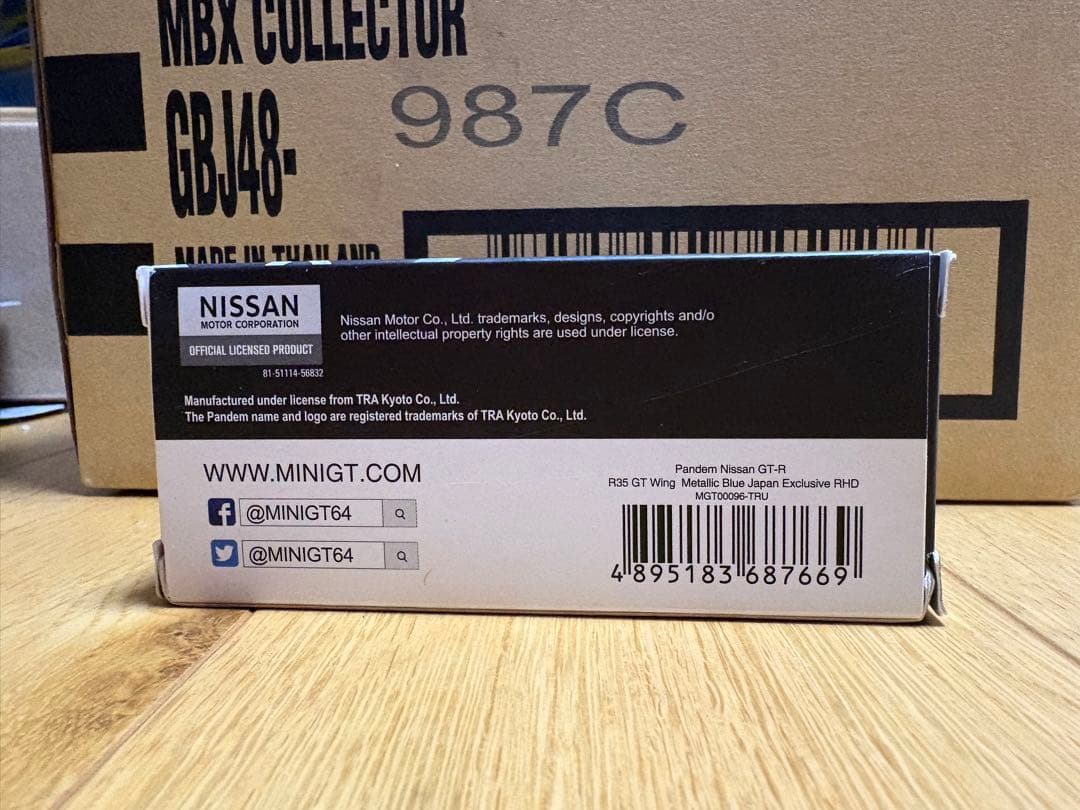 MBX COLLECTOR
GBJ48-
987C
MADE IN THAILAND
NISSAN
MOTOR CORPORATION
OFFICIAL LICENSED PRODUCT
81-51114-56832
Nissan Motor Co., Ltd. trademarks, designs, copyrights and/o
other intellectual property rights are used under license.
Manufactured under license from TRA Kyoto Co., Ltd.
The Pandem name and logo are registered trademarks of TRA Kyoto Co., Ltd.
WWW.MINIGT.COM
@MINIGT64
@MINIGT64
Pandem Nissan GT-R
R35 GT Wing Metallic Blue Japan Exclusive RHD
MGT00096-TRU
4 895183 687669